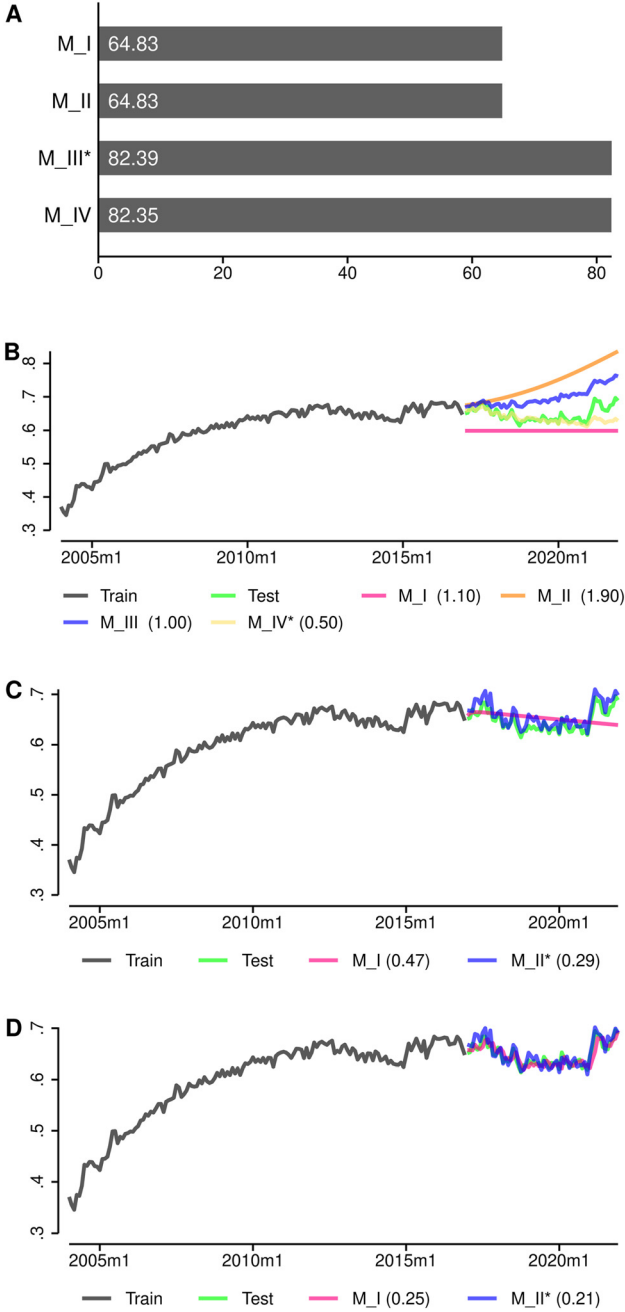 A
M_I
64.83
M_II
64.83
M_III*
82.39
M_IV
82.35
0 20 40 60 80
B
.8
.7
.6
.5
.4
.3
2005m1 2010m1 2015m1 2020m1
Train Test M_I (1.10) M_II (1.90)
M_III (1.00) M_IV* (0.50)
C
.7
.6
.5
.4
.3
2005m1 2010m1 2015m1 2020m1
Train Test M_I (0.47) M_II* (0.29)
D
.7
.6
.5
.4
.3
2005m1 2010m1 2015m1 2020m1
Train Test M_I (0.25) M_II* (0.21)